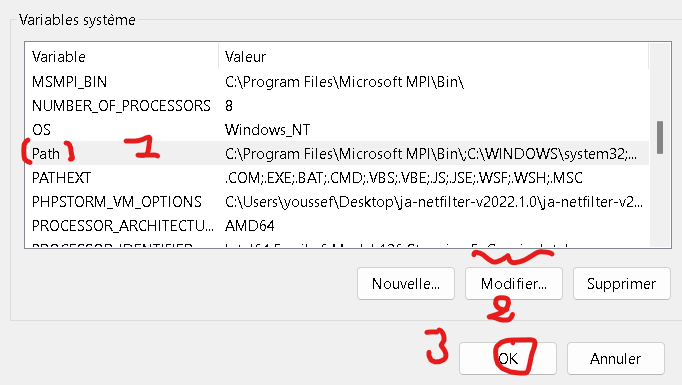 Variables système
Variable Valeur
MSMPI_BIN C:\Program Files\Microsoft MPI\Bin\
NUMBER_OF_PROCESSORS 8
OS Windows_NT
(Path) 1 C:\Program Files\Microsoft MPI\Bin\;C:\WINDOWS\system32;...
PATHEXT .COM;.EXE;.BAT;.CMD;.VBS;.VBE;.JS;.JSE;.WSF;.WSH;.MSC
PHPSTORM_VM_OPTIONS C:\Users\youssef\Desktop\ja-netfilter-v2022.1.0\ja-netfilter-v2...
PROCESSOR_ARCHITECTU... AMD64
Nouvelle... Modifier... Supprimer
2
3 OK Annuler